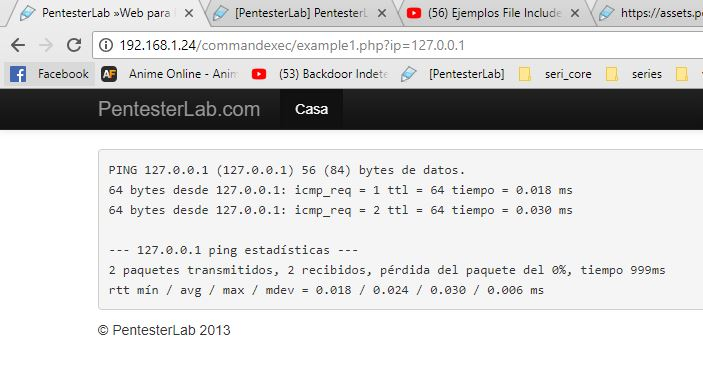 PentesterLab »Web para
[PentesterLab] PentesterL
(56) Ejemplos File Include
https://assets.p
192.168.1.24/commandexec/example1.php?ip=127.0.0.1
Facebook AF Anime Online - Anim (53) Backdoor Indete [PentesterLab] seri_core series
PentesterLab.com Casa
PING 127.0.0.1 (127.0.0.1) 56 (84) bytes de datos.
64 bytes desde 127.0.0.1: icmp_req = 1 ttl = 64 tiempo = 0.018 ms
64 bytes desde 127.0.0.1: icmp_req = 2 ttl = 64 tiempo = 0.030 ms
--- 127.0.0.1 ping estadísticas ---
2 paquetes transmitidos, 2 recibidos, pérdida del paquete del 0%, tiempo 999ms
rtt mín / avg / max / mdev = 0.018 / 0.024 / 0.030 / 0.006 ms
© PentesterLab 2013